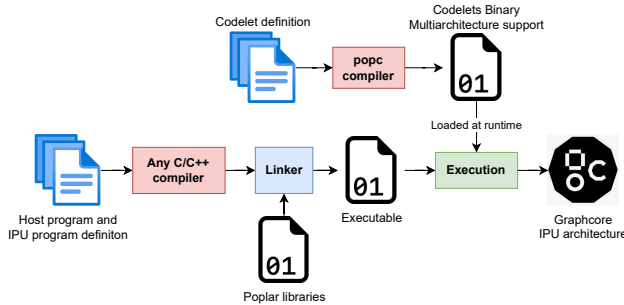 Codelet definition
Codelets Binary
Multiarchitecture support
popc
compiler
01
Loaded at runtime
Any C/C++
compiler
Linker
01
Execution
Host program and
IPU program definiton
Executable
Graphcore
IPU architecture
01
Poplar libraries